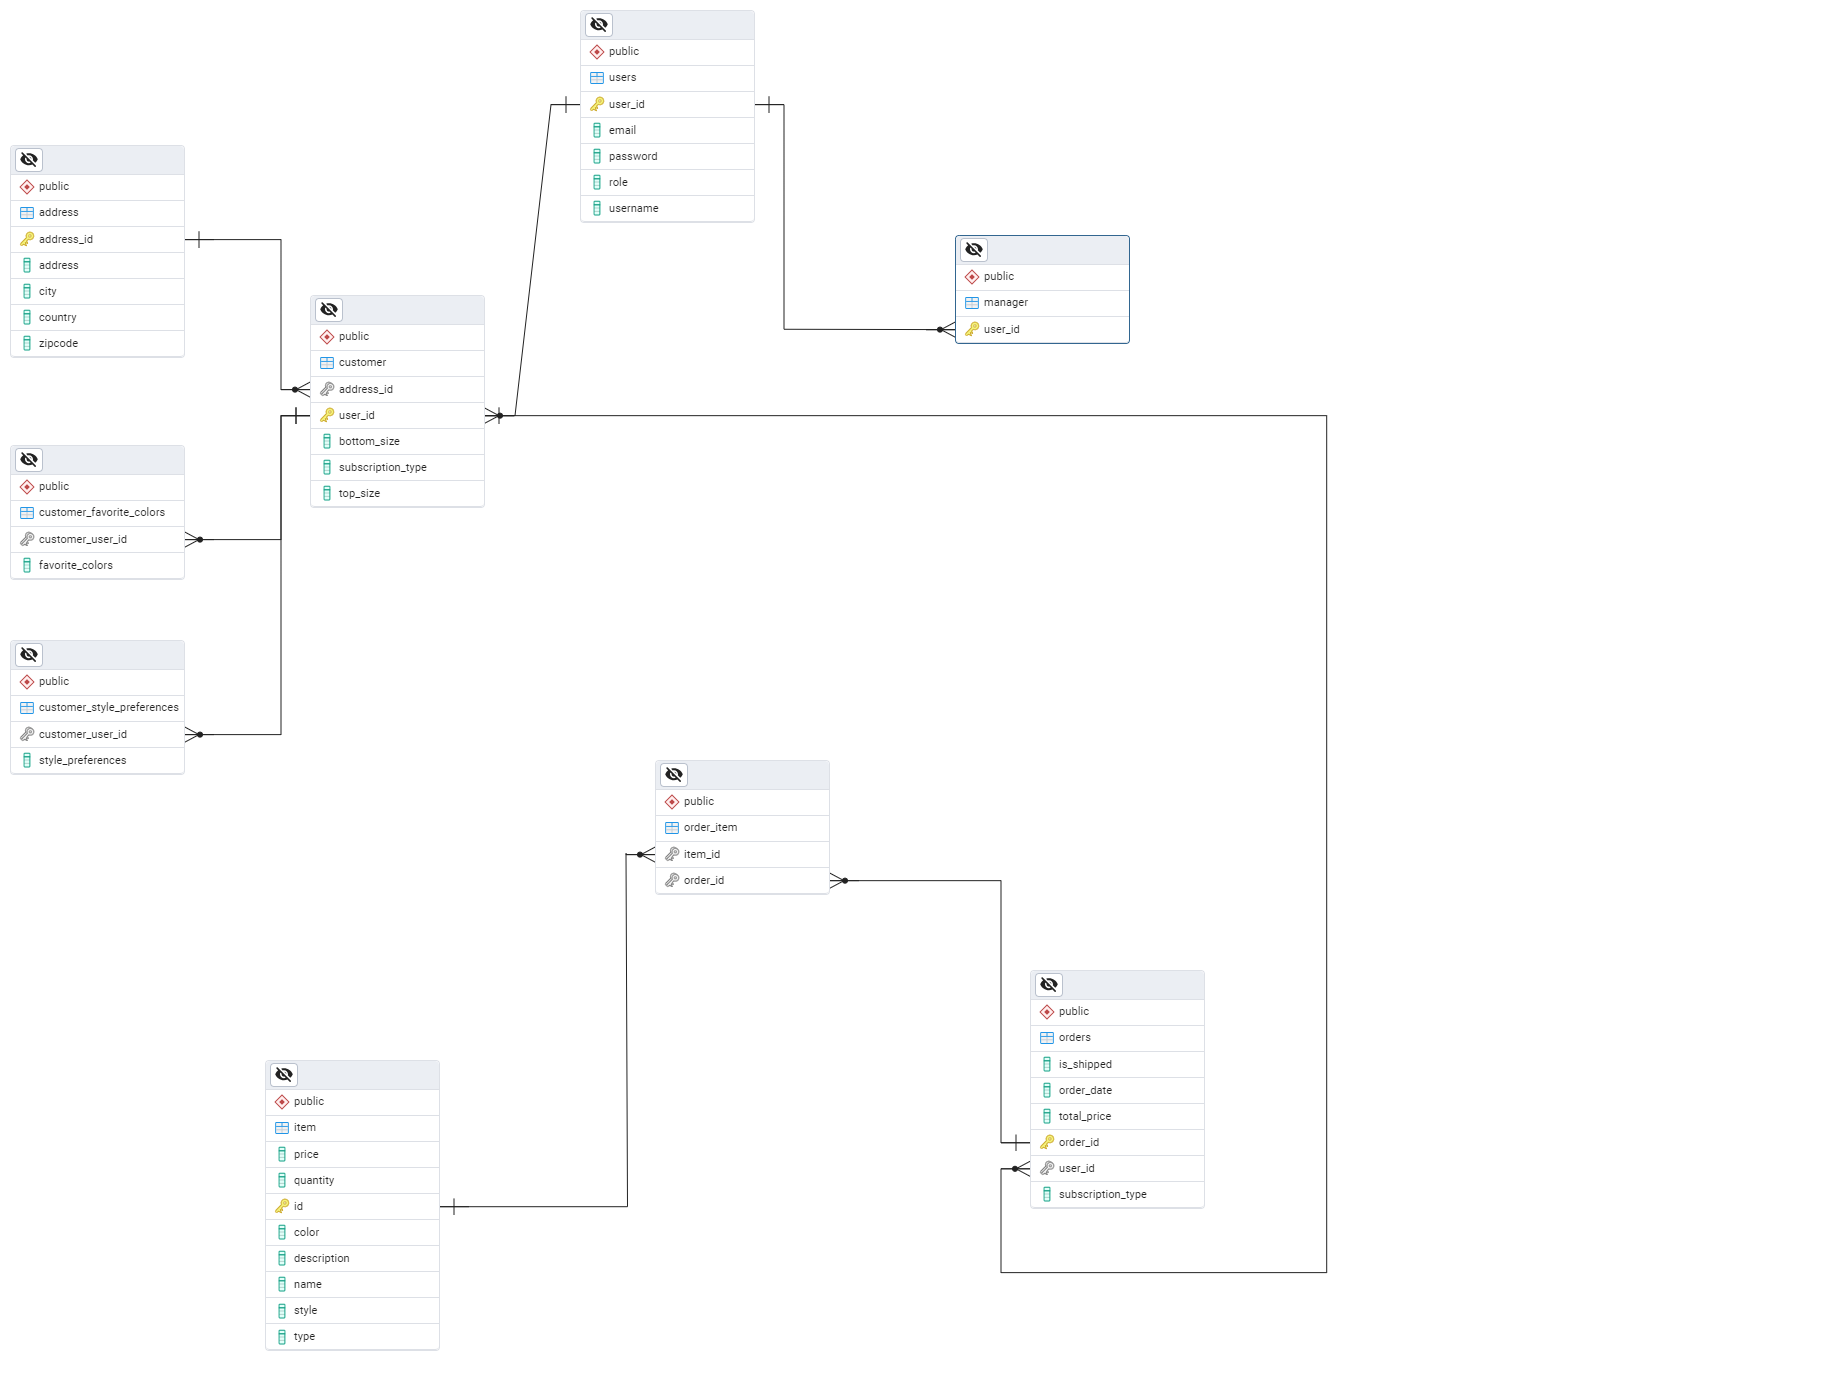 public
users
user_id
email
password
role
username
public
address
address_id
address
city
country
zipcode
public
manager
user_id
public
customer
address_id
user_id
bottom_size
subscription_type
top_size
public
customer_favorite_colors
customer_user_id
favorite_colors
public
customer_style_preferences
customer_user_id
style_preferences
public
order_item
item_id
order_id
public
orders
is_shipped
order_date
total_price
order_id
user_id
subscription_type
public
item
price
quantity
id
color
description
name
style
type